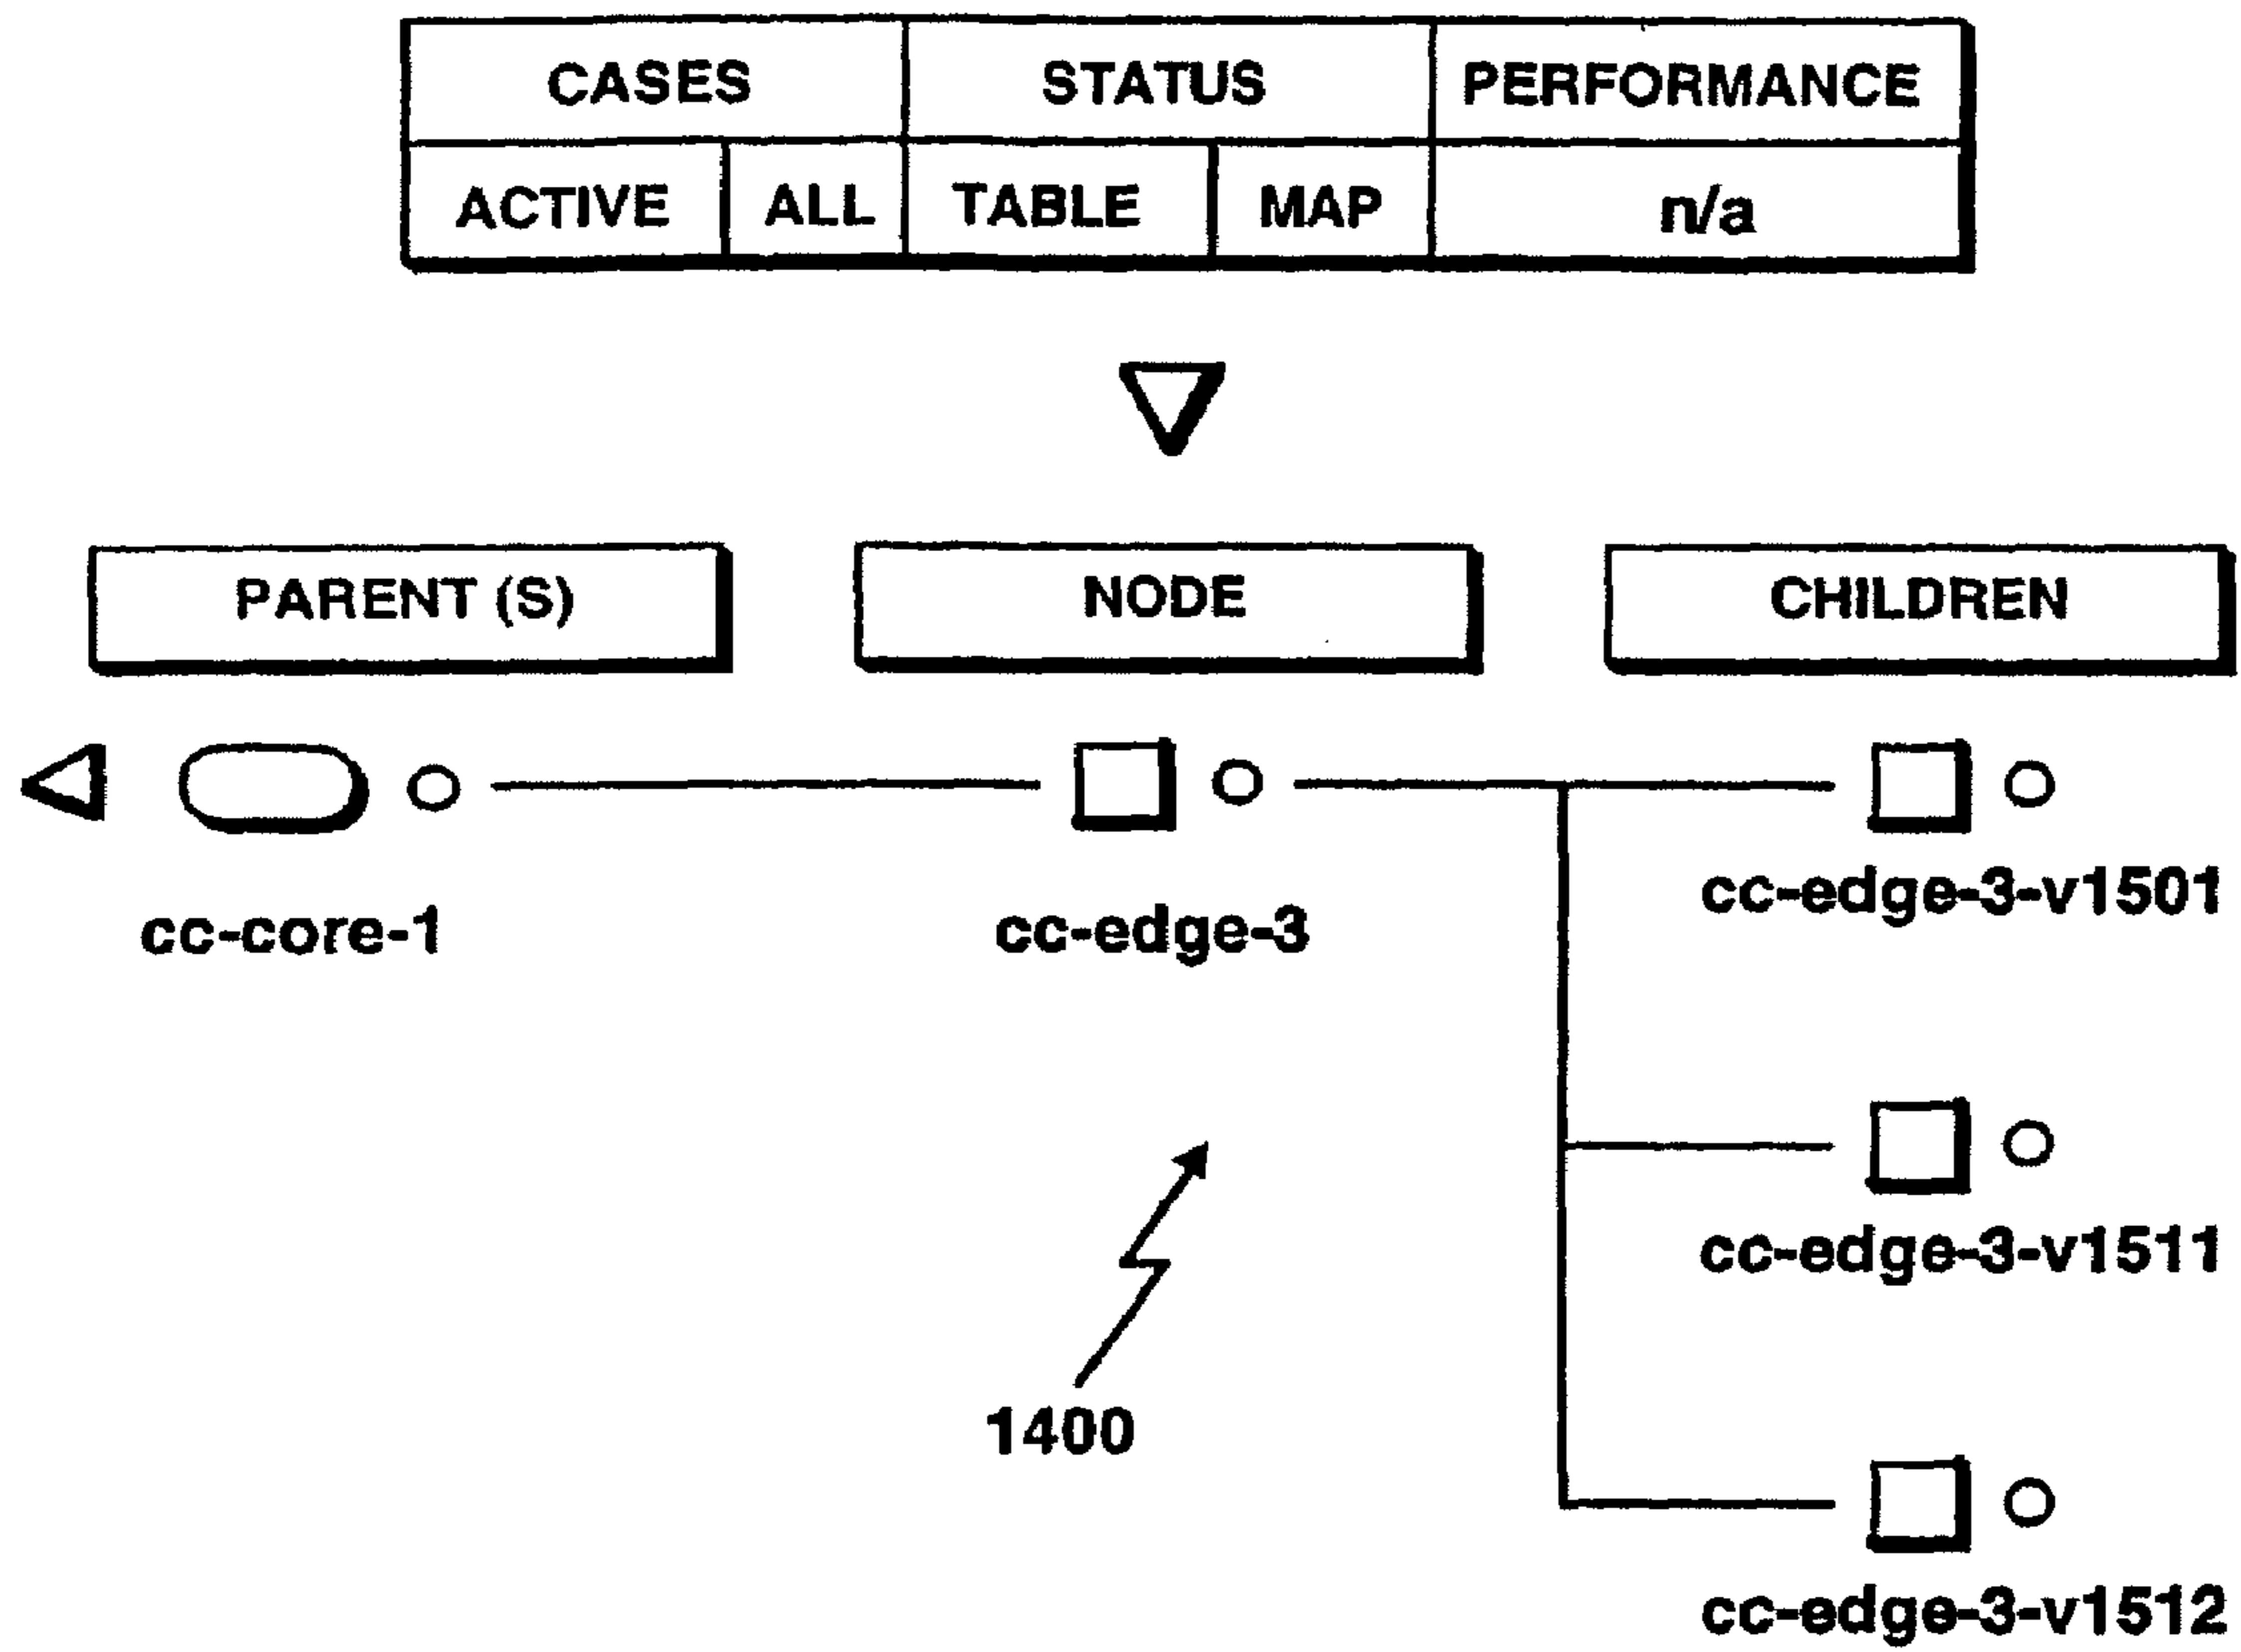 CASES STATUS PERFORMANCE
ACTIVE ALL TABLE MAP n/a
PARENT (S) NODE CHILDREN
cc-core-1 cc-edge-3 cc-edge-3-v1501
cc-edge-3-v1511
1400
cc-edge-3-v1512